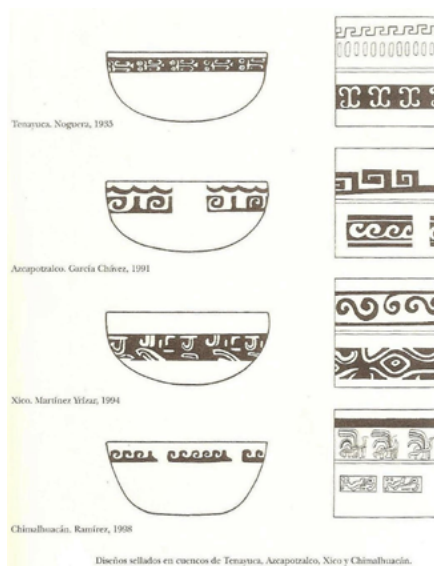 Tenayuca. Noguera, 1935
Azcapotzalco. García Chávez, 1991
Xico. Martínez Yrízar, 1994
Chimalhuacán. Ramírez, 1998
Diseños sellados en cuencos de Tenayuca, Azcapotzalco, Xico y Chimalhuacán.